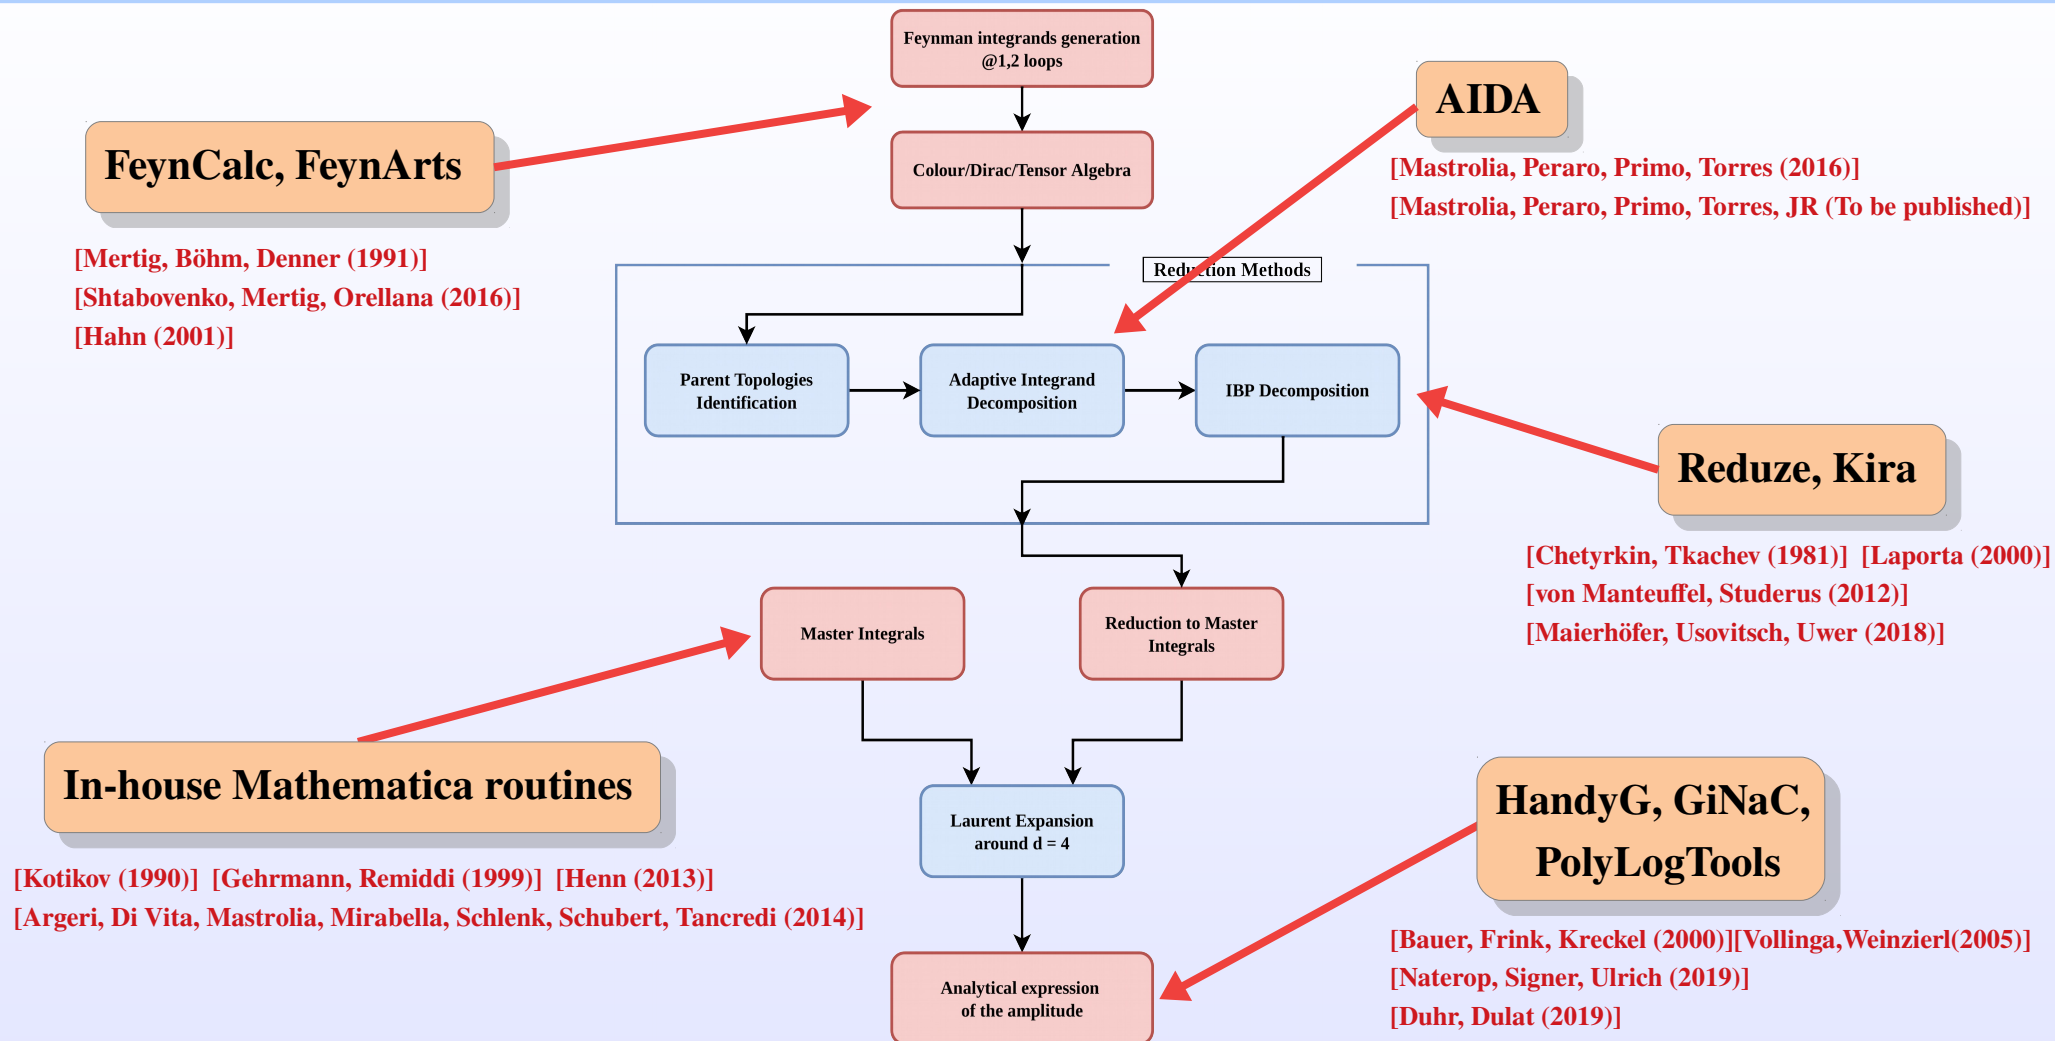 Feynman integrands generation
@1,2 loops
AIDA
FeynCalc, FeynArts
Colour/Dirac/Tensor Algebra
[Mastrolia, Peraro, Primo, Torres (2016)]
[Mastrolia, Peraro, Primo, Torres, JR (To be published)]
[Mertig, Böhm, Denner (1991)]
[Shtabovenko, Mertig, Orellana (2016)]
[Hahn (2001)]
Reduction Methods
Parent Topologies
Identification
Adaptive Integrand
Decomposition
IBP Decomposition
Reduze, Kira
[Chetyrkin, Tkachev (1981)] [Laporta (2000)]
[von Manteuffel, Studerus (2012)]
[Maierhöfer, Usovitsch, Uwer (2018)]
Master Integrals
Reduction to Master
Integrals
In-house Mathematica routines
[Kotikov (1990)] [Gehrmann, Remiddi (1999)] [Henn (2013)]
[Argeri, Di Vita, Mastrolia, Mirabella, Schlenk, Schubert, Tancredi (2014)]
Laurent Expansion
around d = 4
HandyG, GiNaC,
PolyLogTools
[Bauer, Frink, Kreckel (2000)][Vollinga,Weinzierl(2005)]
[Naterop, Signer, Ulrich (2019)]
[Duhr, Dulat (2019)]
Analytical expression
of the amplitude